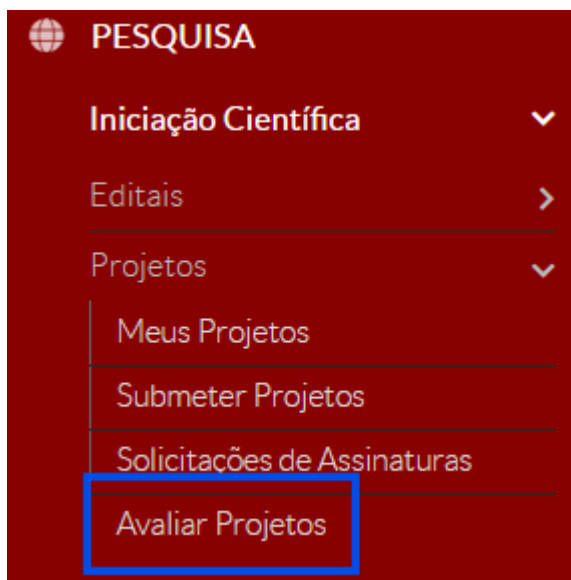 PESQUISA
Iniciação Científica
Editais
Projetos
Meus Projetos
Submeter Projetos
Solicitações de Assinaturas
Avaliar Projetos